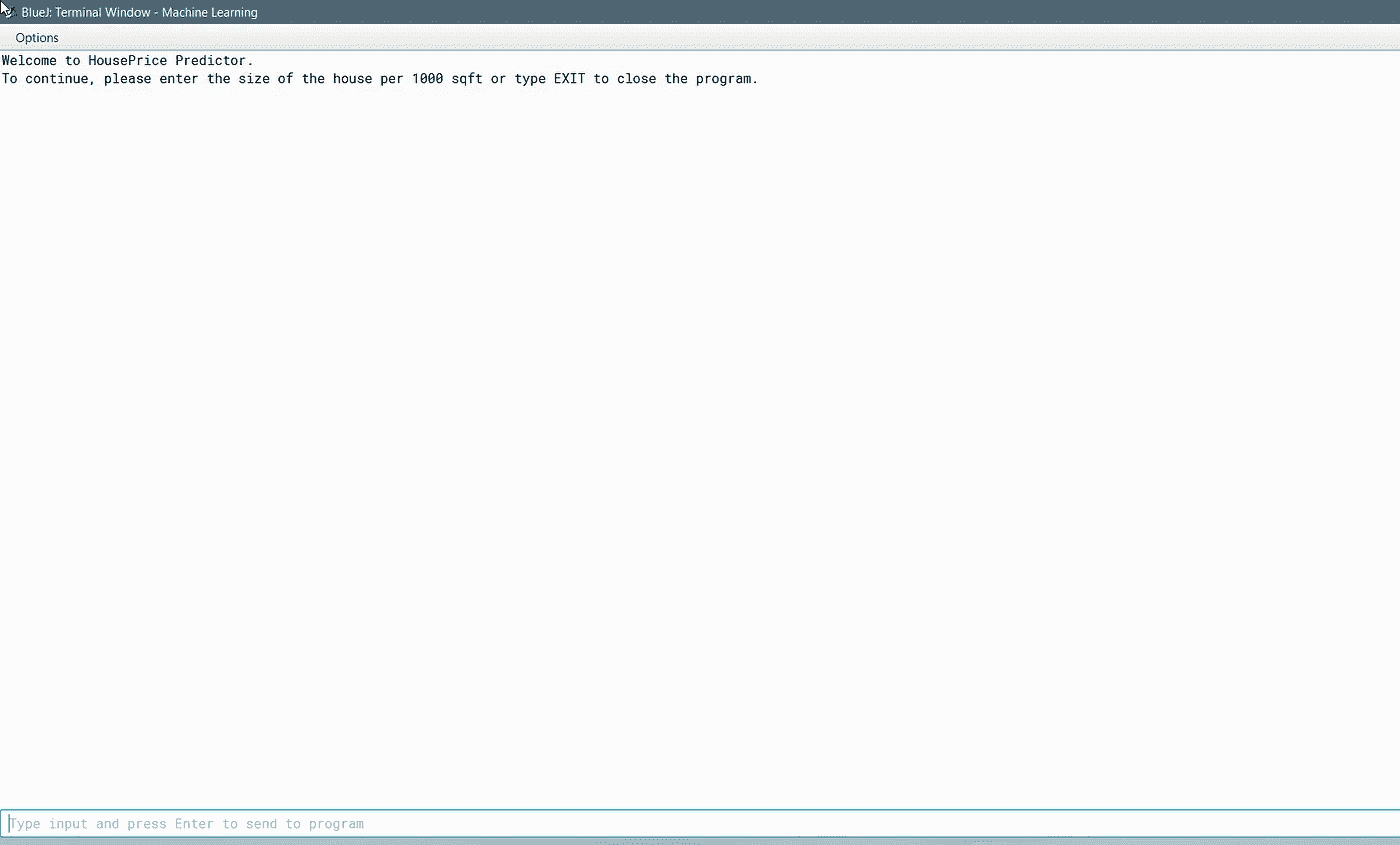 BlueJ: Terminal Window - Machine Learning
Options
Welcome to HousePrice Predictor.
To continue, please enter the size of the house per 1000 sqft or type EXIT to close the program.
Type input and press Enter to send to program